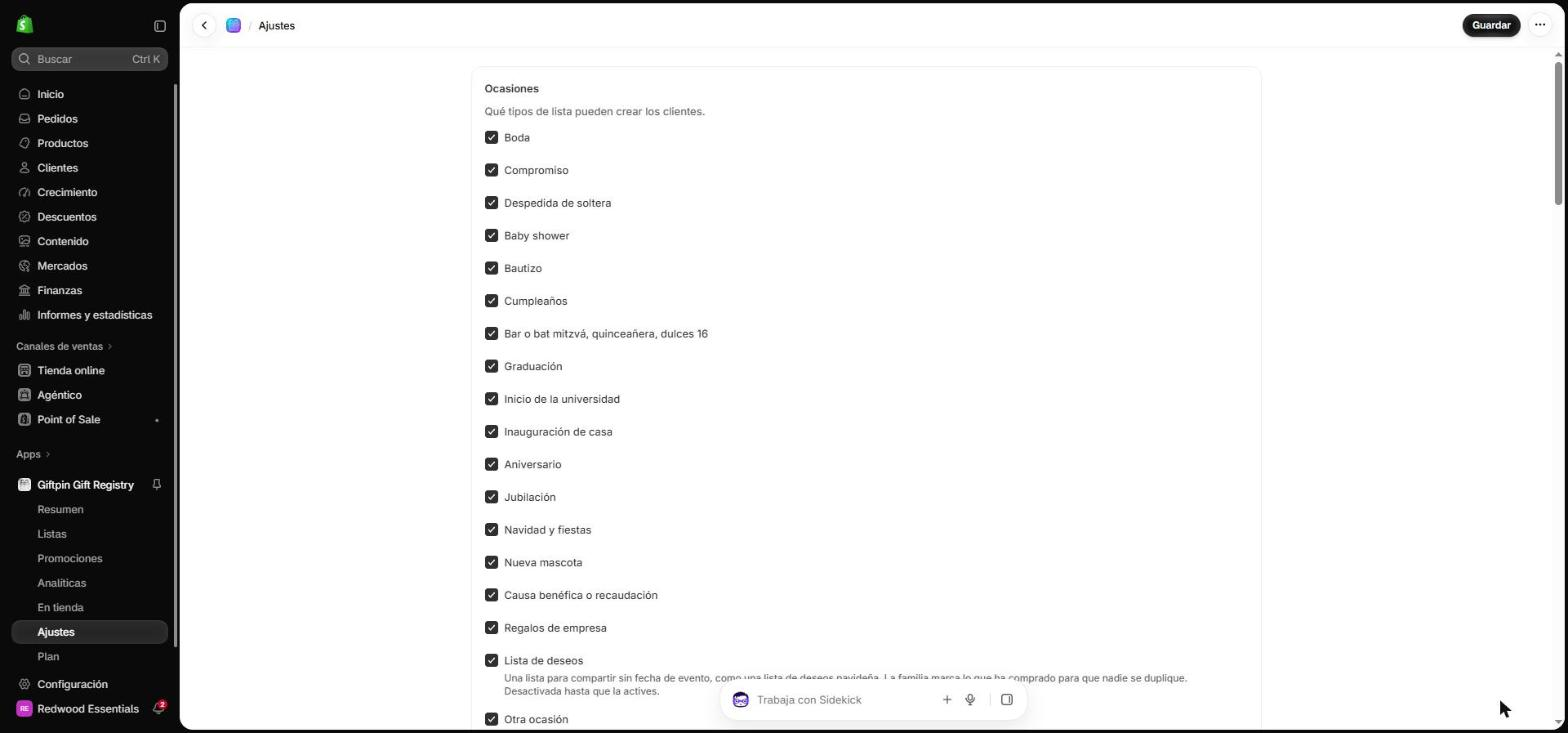 Buscar Ctrl K
Inicio
Pedidos
Productos
Clientes
Crecimiento
Descuentos
Contenido
Mercados
Finanzas
Informes y estadísticas
Canales de ventas
Tienda online
Agéntico
Point of Sale
Apps
Giftpin Gift Registry
Resumen
Listas
Promociones
Analíticas
En tienda
Ajustes
Plan
Configuración
RE Redwood Essentials 2
/ Ajustes
Guardar
Ocasiones
Qué tipos de lista pueden crear los clientes.
Boda
Compromiso
Despedida de soltera
Baby shower
Bautizo
Cumpleaños
Bar o bat mitzvá, quinceañera, dulces 16
Graduación
Inicio de la universidad
Inauguración de casa
Aniversario
Jubilación
Navidad y fiestas
Nueva mascota
Causa benéfica o recaudación
Regalos de empresa
Lista de deseos
Una lista para compartir sin fecha de evento, como una lista de deseos navideña. La familia marca lo que ha comprado para que nadie se duplique.
Desactivada hasta que la actives.
Otra ocasión
Trabaja con Sidekick